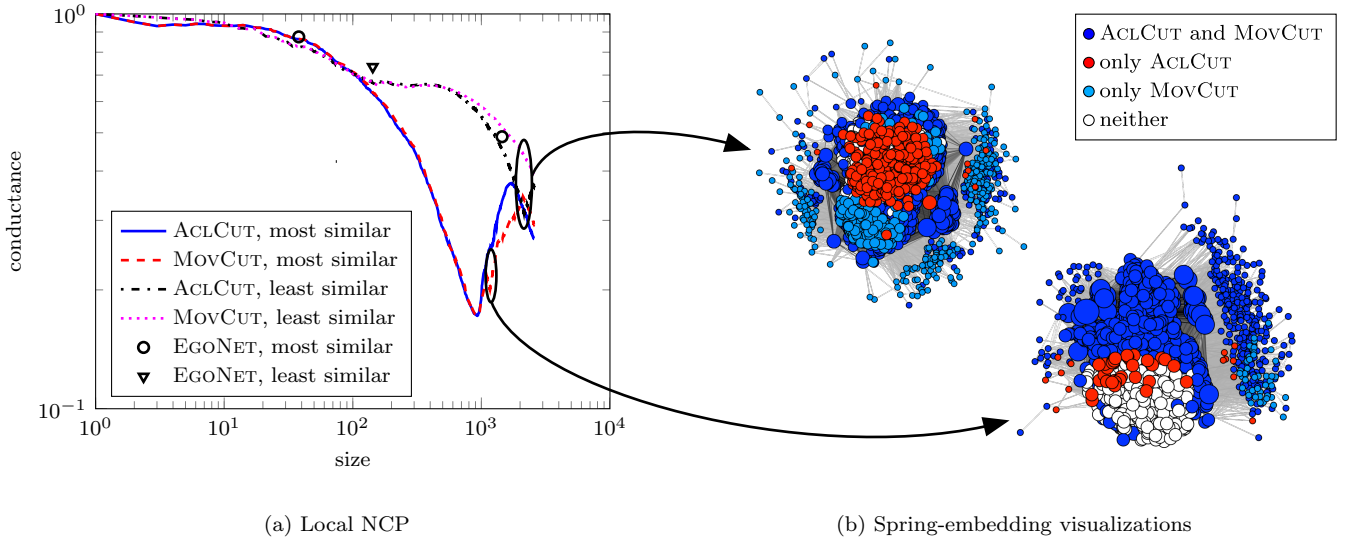 10^0
10^−1
conductance
10^0 10^1 10^2 10^3 10^4
size
ACLCUT, most similar
MOVCUT, most similar
ACLCUT, least similar
MOVCUT, least similar
EGONET, most similar
EGONET, least similar
ACLCUT and MOVCUT
only ACLCUT
only MOVCUT
neither
(a) Local NCP
(b) Spring-embedding visualizations